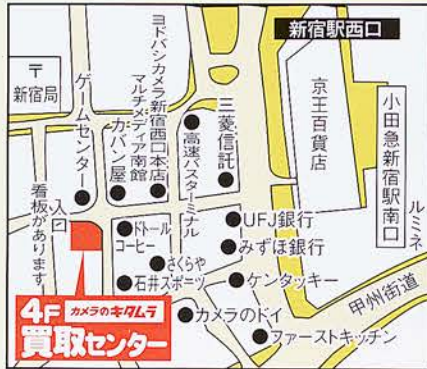 新宿駅西口
〒
新宿局
ゲームセンター
ヨドバシカメラ新宿西口本店
マルチメディア南館
カバン屋
高速バスターミナル
三菱信託
京王百貨店
小田急新宿駅南口
ルミネ
入口
看板があります
ドトール
コーヒー
さくらや
石井スポーツ
UFJ銀行
みずほ銀行
ケンタッキー
カメラのドイ
ファーストキッチン
甲州街道
4F カメラのキタムラ
買取センター